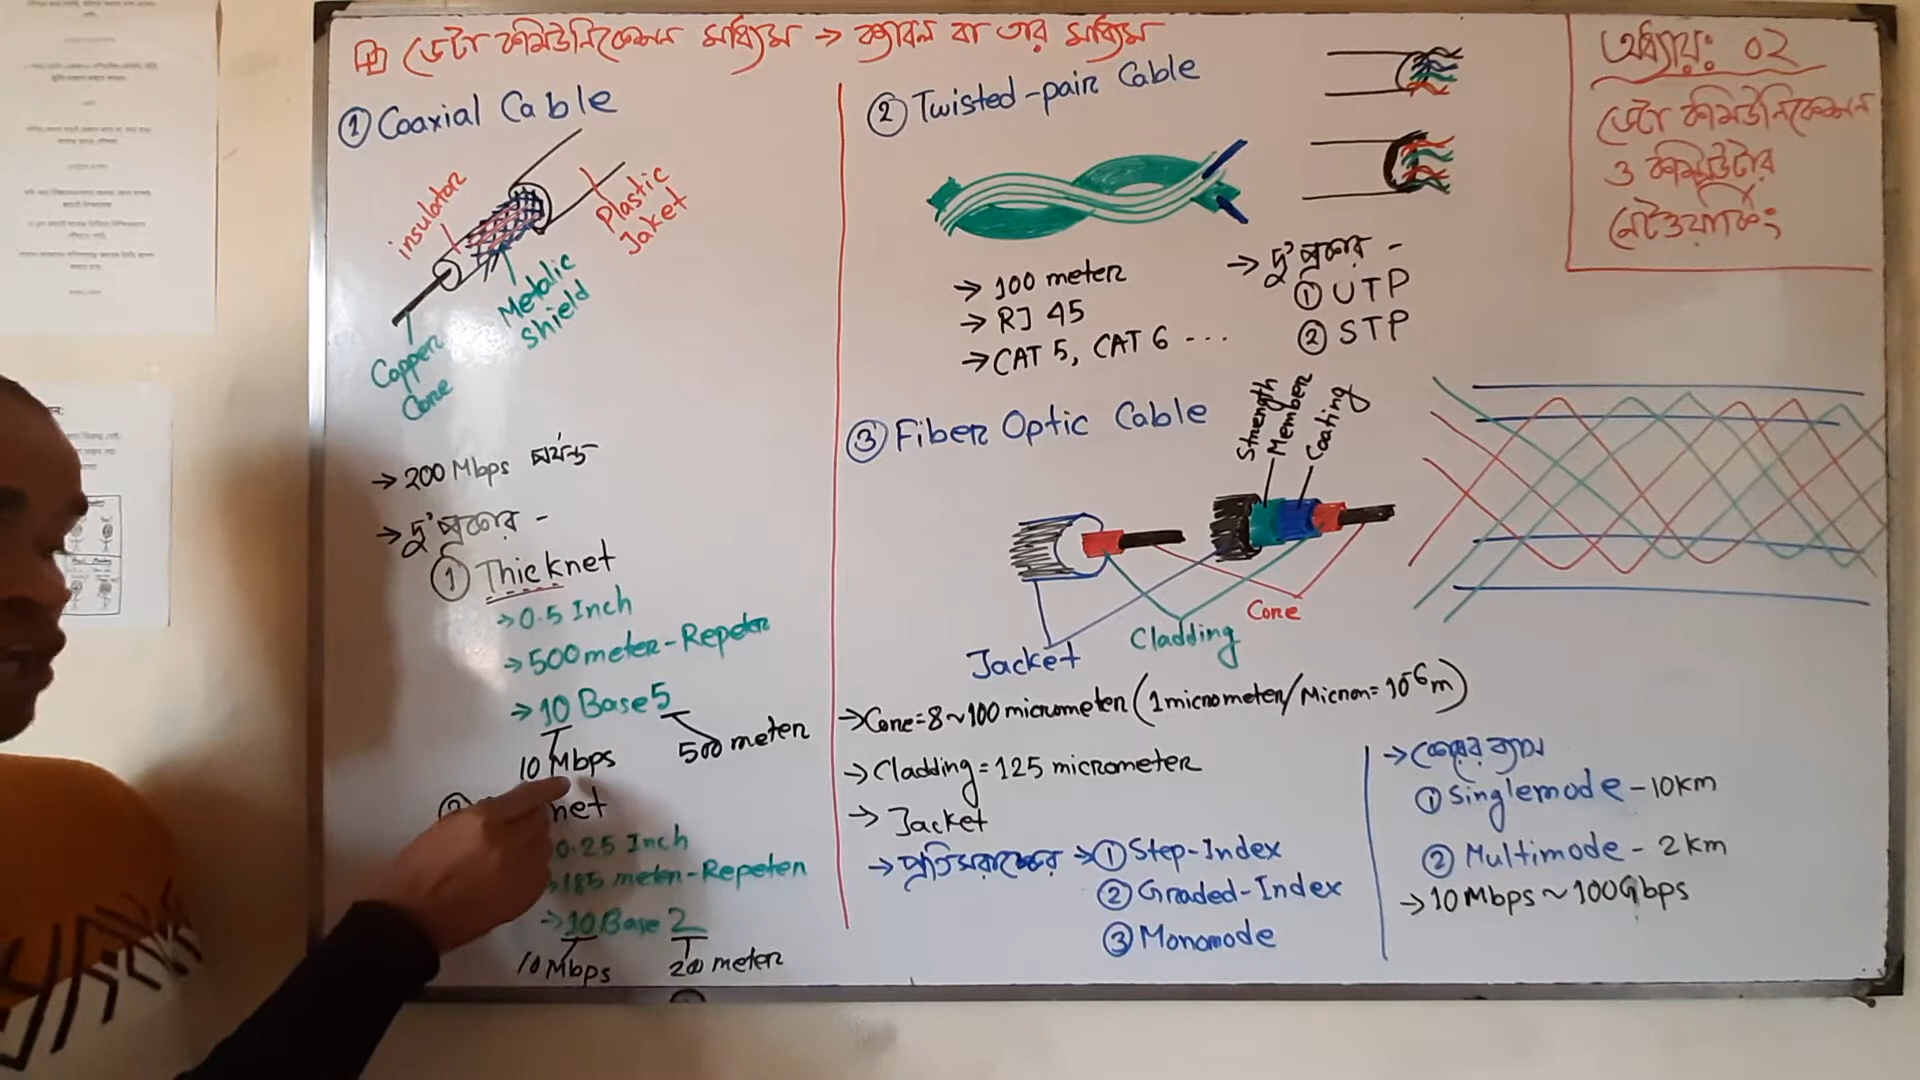 ডেটা কমিউনিকেশন মাধ্যম → ক্যাবল বা তার মাধ্যম
① Coaxial Cable
insulator
Plastic
Jaket
Metalic
Shield
Copper
Core
→ 200 Mbps পর্যন্ত
→ দু'প্রকার -
① Thicknet
→ 0.5 Inch
→ 500 meter-Repeter
→ 10 Base 5
10 Mbps
500 meter
net
0.25 Inch
185 meter-Repeter
→ 10 Base 2
10 Mbps
200 meter
② Twisted-pair Cable
→ 100 meter
→ RJ 45
→ CAT 5, CAT 6 ---
→ দু'প্রকার -
① UTP
② STP
③ Fiber Optic Cable
Strength
Member
Coating
Core
Cladding
Jacket
→ Core = 8 ~ 100 micrometer (1 micrometer/Micron = 10⁻⁶ m)
→ Cladding = 125 micrometer
→ Jacket
→ প্রতিসরাঙ্কের → ① Step-Index
② Graded-Index
③ Monomode
→ কোরের ব্যাস
① Singlemode - 10 km
② Multimode - 2 km
→ 10 Mbps ~ 100 Gbps
অধ্যায়ঃ ০২
ডেটা কমিউনিকেশন
ও কম্পিউটার
নেটওয়ার্কিং